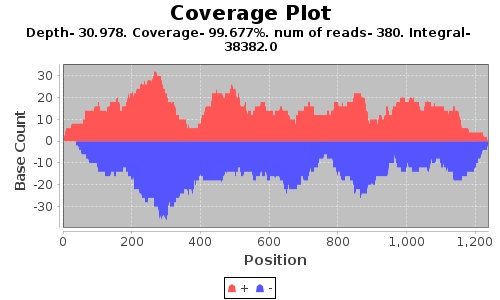 Coverage Plot
Depth- 30.978. Coverage- 99.677%. num of reads- 380. Integral-
38382.0
30
20
10
0
-10
-20
-30
Base Count
0 200 400 600 800 1,000 1,200
Position
+ -